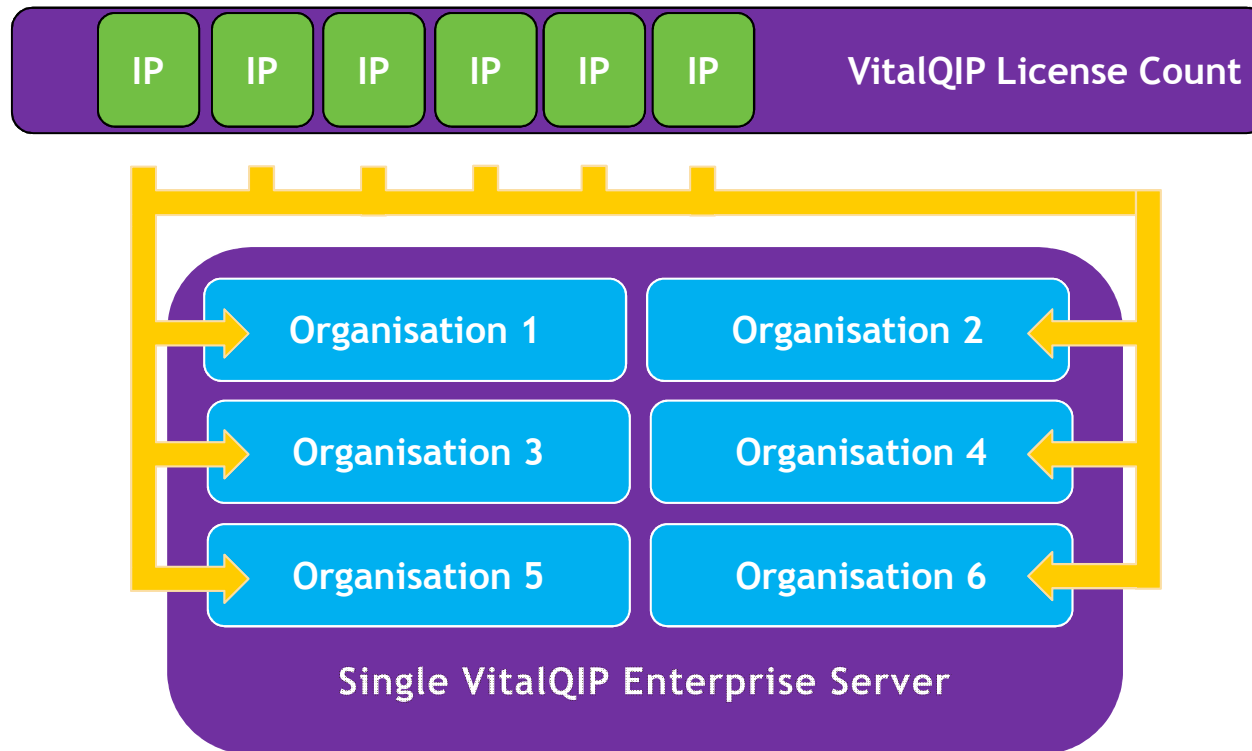 IP IP IP IP IP IP VitalQIP License Count
Organisation 1 Organisation 2
Organisation 3 Organisation 4
Organisation 5 Organisation 6
Single VitalQIP Enterprise Server